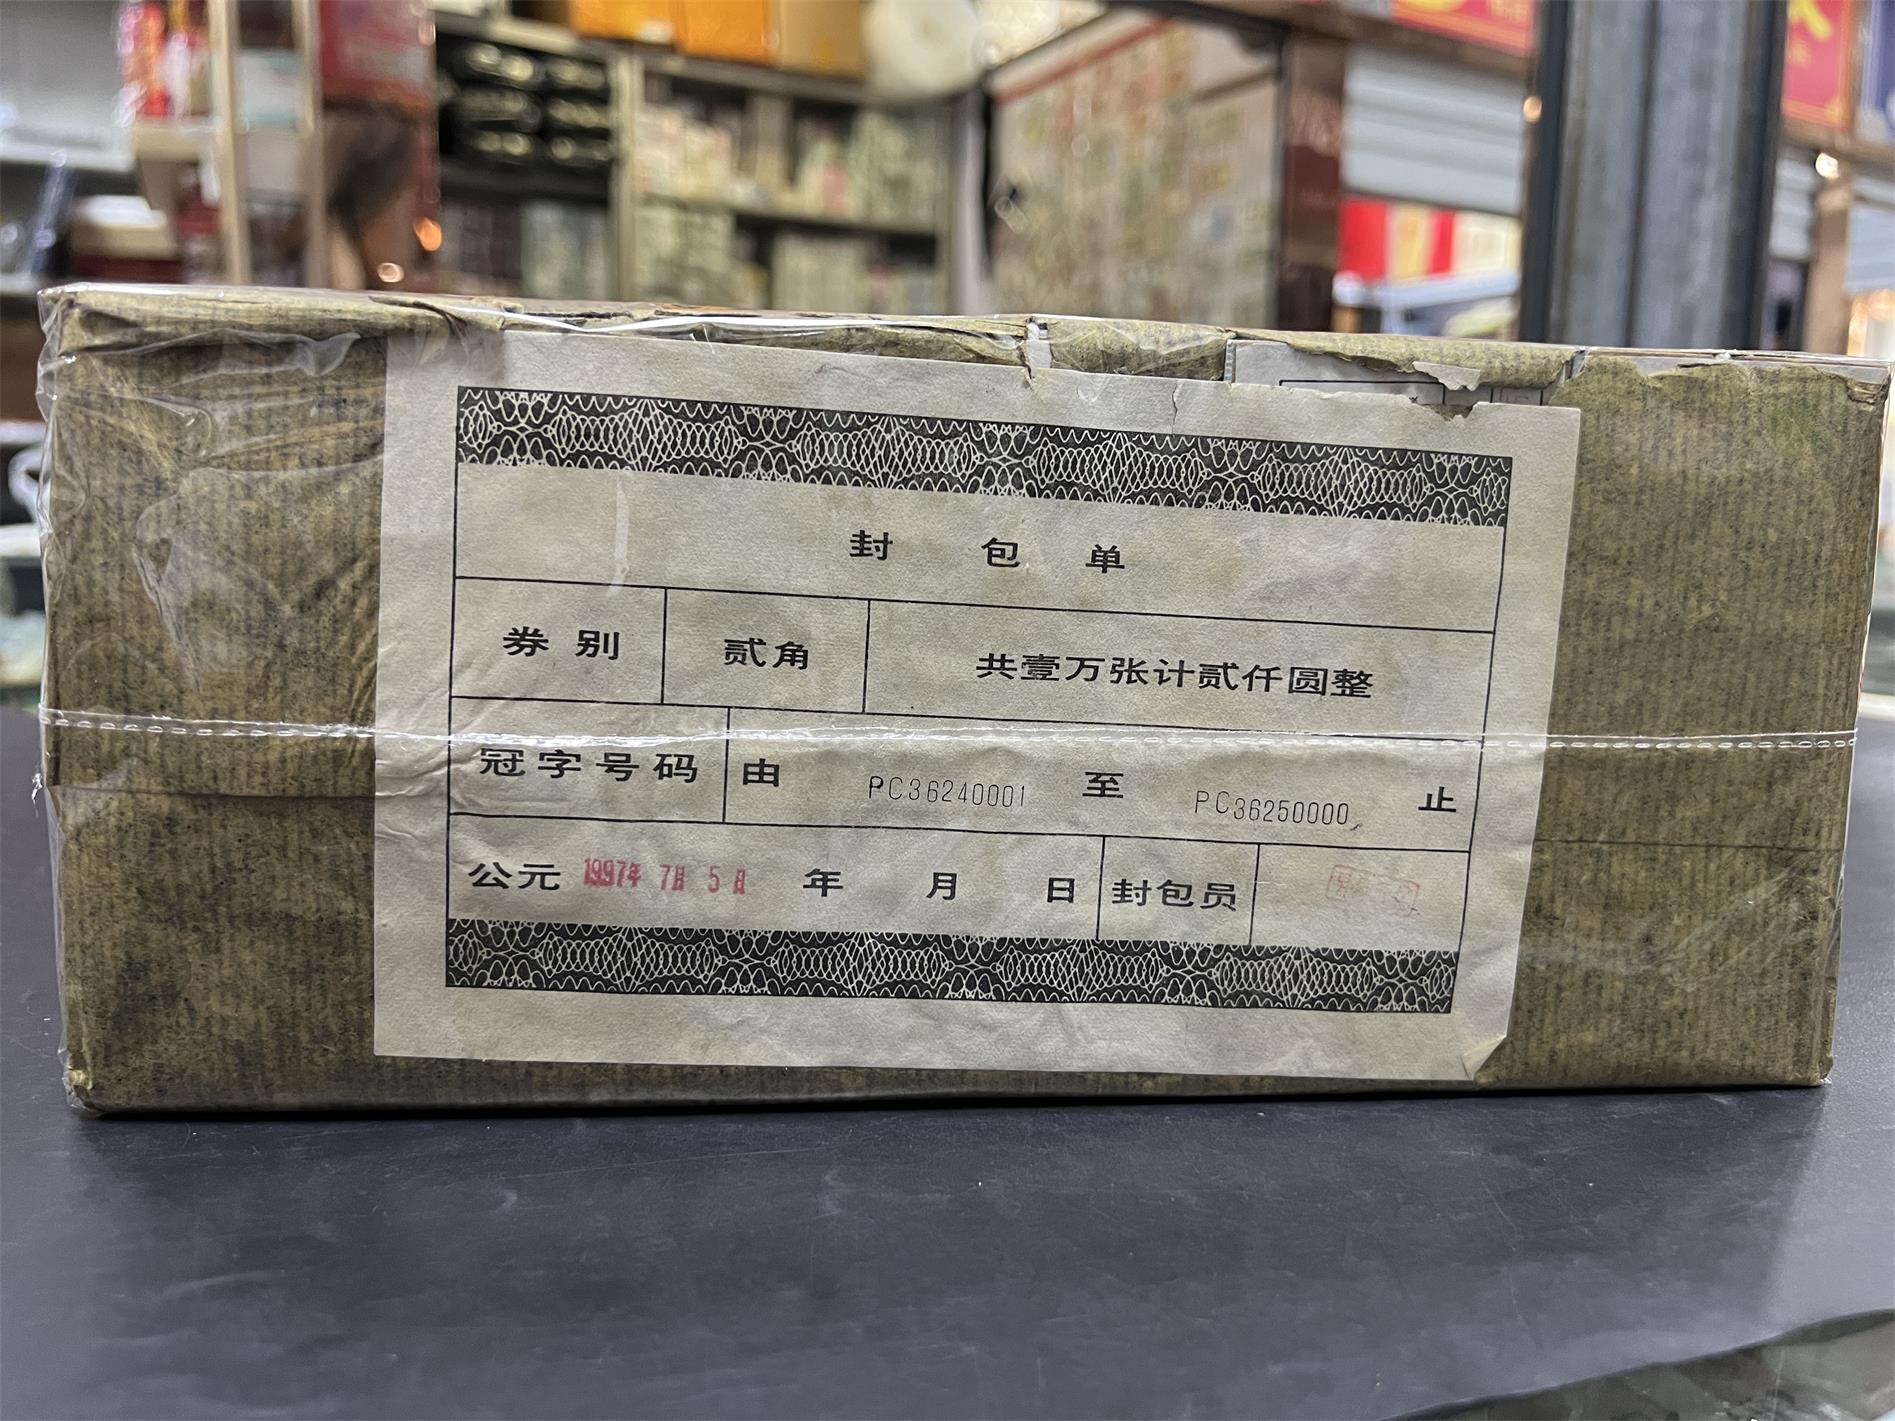 封 包 单
券别 贰角 共壹万张计贰仟圆整
冠字号码 由 PC36240001 至 PC36250000 止
公元 1997年 7月 5日 年 月 日 封包员